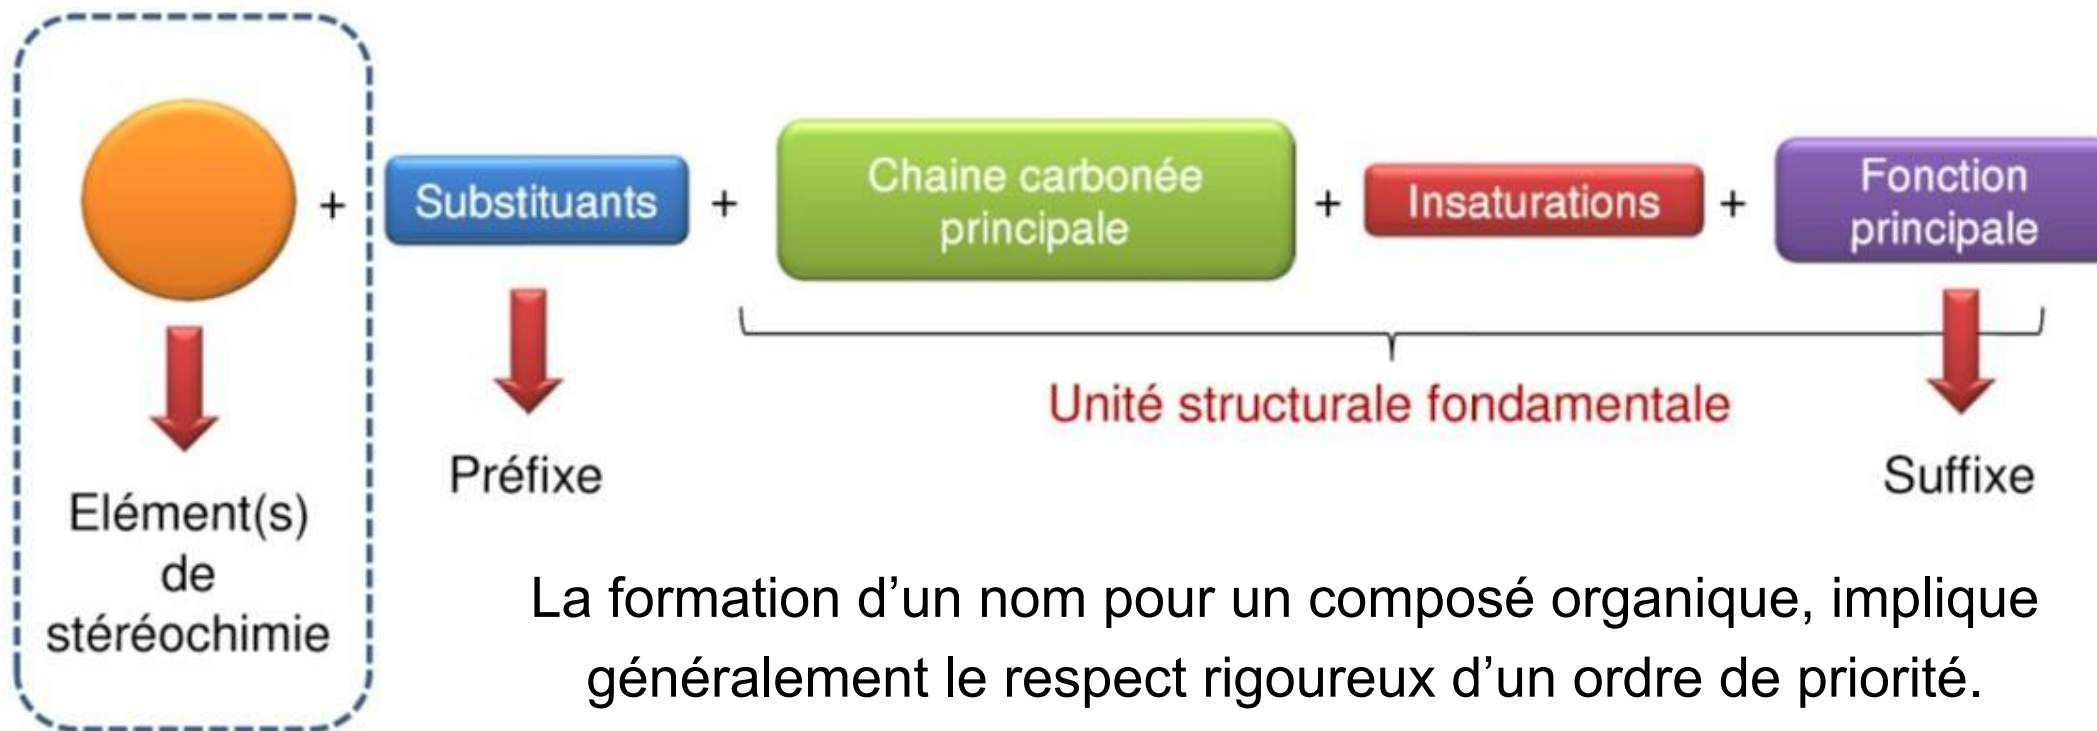 +
Substituants
+
Chaine carbonée
principale
+
Insaturations
+
Fonction
principale
Unité structurale fondamentale
Préfixe
Suffixe
Elément(s)
de
stéréochimie
La formation d’un nom pour un composé organique, implique
généralement le respect rigoureux d’un ordre de priorité.